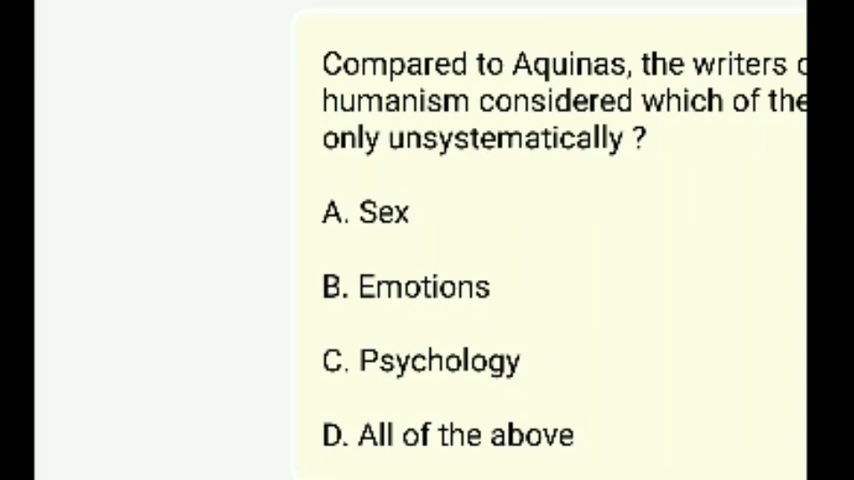 Compared to Aquinas, the writers
humanism considered which of the
only unsystematically ?
A. Sex
B. Emotions
C. Psychology
D. All of the above